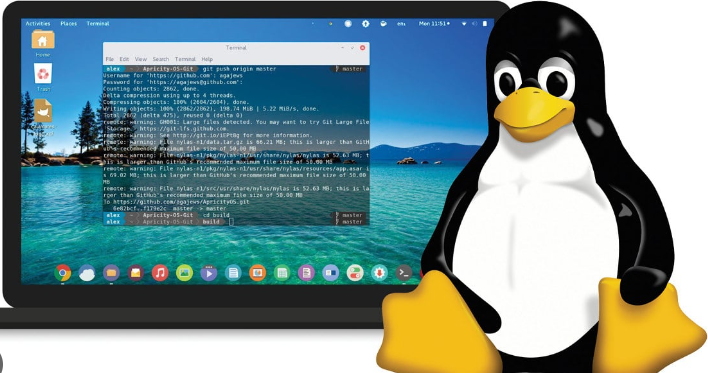 Activities Places Terminal
en₁ Mon 11:51
Home
Trash
Terminal
File Edit View Search Terminal Help
alex ~ Apricity-OS-Git git push origin master master
Username for 'https://github.com': agajews
Password for 'https://agajews@github.com':
Counting objects: 2862, done.
Delta compression using up to 4 threads.
Compressing objects: 100% (2604/2604), done.
Writing objects: 100% (2862/2862), 198.74 MiB | 5.22 MiB/s, done.
Total 2862 (delta 475), reused 0 (delta 0)
remote: warning: GH001: Large files detected. You may want to try Git Large File
Storage. https://git-lfs.github.com.
remote: warning: See http://git.io/iEPt8g for more information.
remote: warning: File nylas-n1/data.tar.gz is 66.21 MB; this is larger than GitH
ub's recommended maximum file size of 50.00 MB
remote: warning: File nylas-n1/pkg/nylas-n1/usr/share/nylas/nylas is 52.63 MB; t
his is larger than GitHub's recommended maximum file size of 50.00 MB
remote: warning: File nylas-n1/pkg/nylas-n1/usr/share/nylas/resources/app.asar i
s 69.02 MB; this is larger than GitHub's recommended maximum file size of 50.00
MB
remote: warning: File nylas-n1/src/usr/share/nylas/nylas is 52.63 MB; this is la
rger than GitHub's recommended maximum file size of 50.00 MB
To https://github.com/agajews/ApricityOS.git
master -> master
alex ~ Apricity-OS-Git cd build master
alex ~ Apricity-OS-Git build master